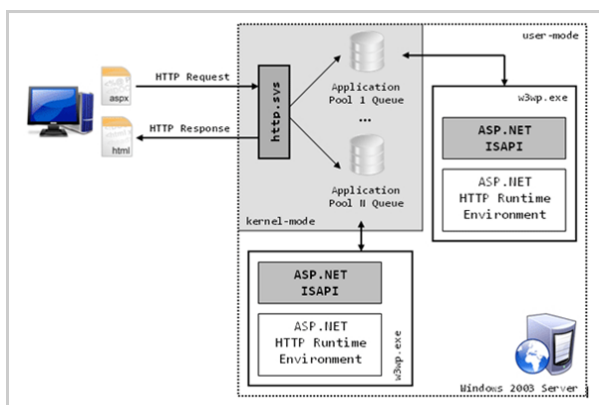 user-mode
HTTP Request
aspx
http.svs
HTTP Response
html
Application
Pool 1 Queue
...
Application
Pool N Queue
kernel-mode
w3wp.exe
ASP.NET
ISAPI
ASP.NET
HTTP Runtime
Environment
ASP.NET
ISAPI
ASP.NET
HTTP Runtime
Environment
w3wp.exe
Windows 2003 Server